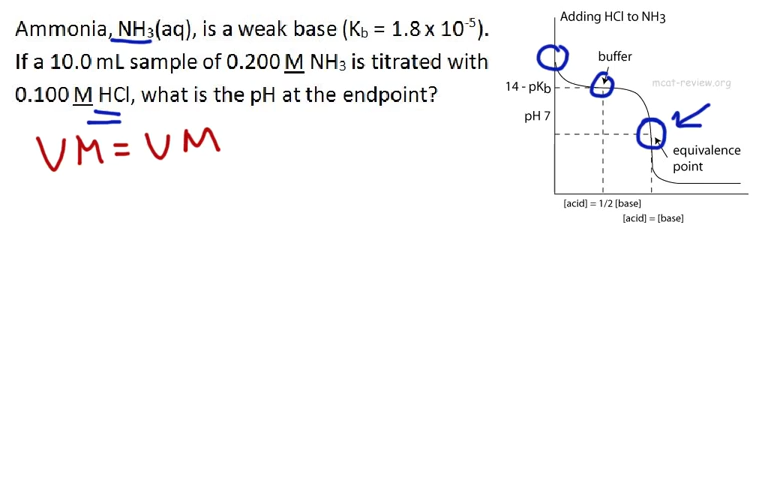 Ammonia, NH₃(aq), is a weak base (Kb = 1.8 x 10⁻⁵).
If a 10.0 mL sample of 0.200 M NH₃ is titrated with
0.100 M HCl, what is the pH at the endpoint?
VM = VM
Adding HCl to NH₃
buffer
mcat-review.org
14 - pKb
pH 7
equivalence
point
[acid] = 1/2 [base]
[acid] = [base]